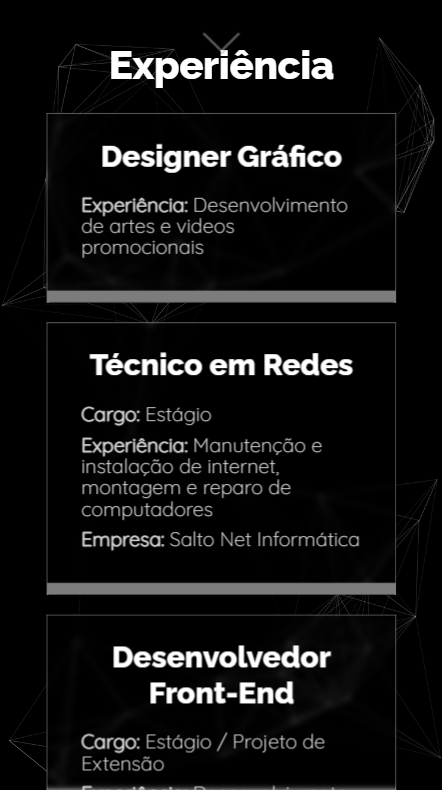 Experiência
Designer Gráfico
Experiência: Desenvolvimento
de artes e videos
promocionais
Técnico em Redes
Cargo: Estágio
Experiência: Manutenção e
instalação de internet,
montagem e reparo de
computadores
Empresa: Salto Net Informática
Desenvolvedor
Front-End
Cargo: Estágio / Projeto de
Extensão